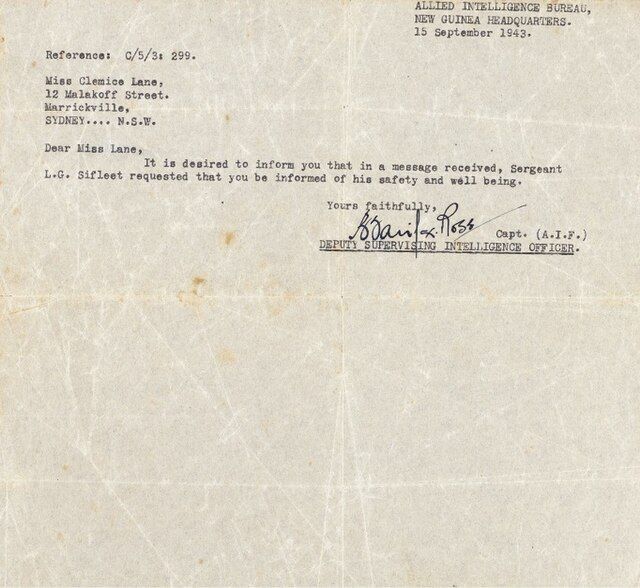 ALLIED INTELLIGENCE BUREAU,
NEW GUINEA HEADQUARTERS.
15 September 1943.
Reference: C/5/3: 299.
Miss Clemice Lane,
12 Malakoff Street.
Marrickville,
SYDNEY.... N.S.W.
Dear Miss Lane,
It is desired to inform you that in a message received, Sergeant
L.G. Sifleet requested that you be informed of his safety and well being.
Yours faithfully,
Ross Capt. (A.I.F.)
DEPUTY SUPERVISING INTELLIGENCE OFFICER.